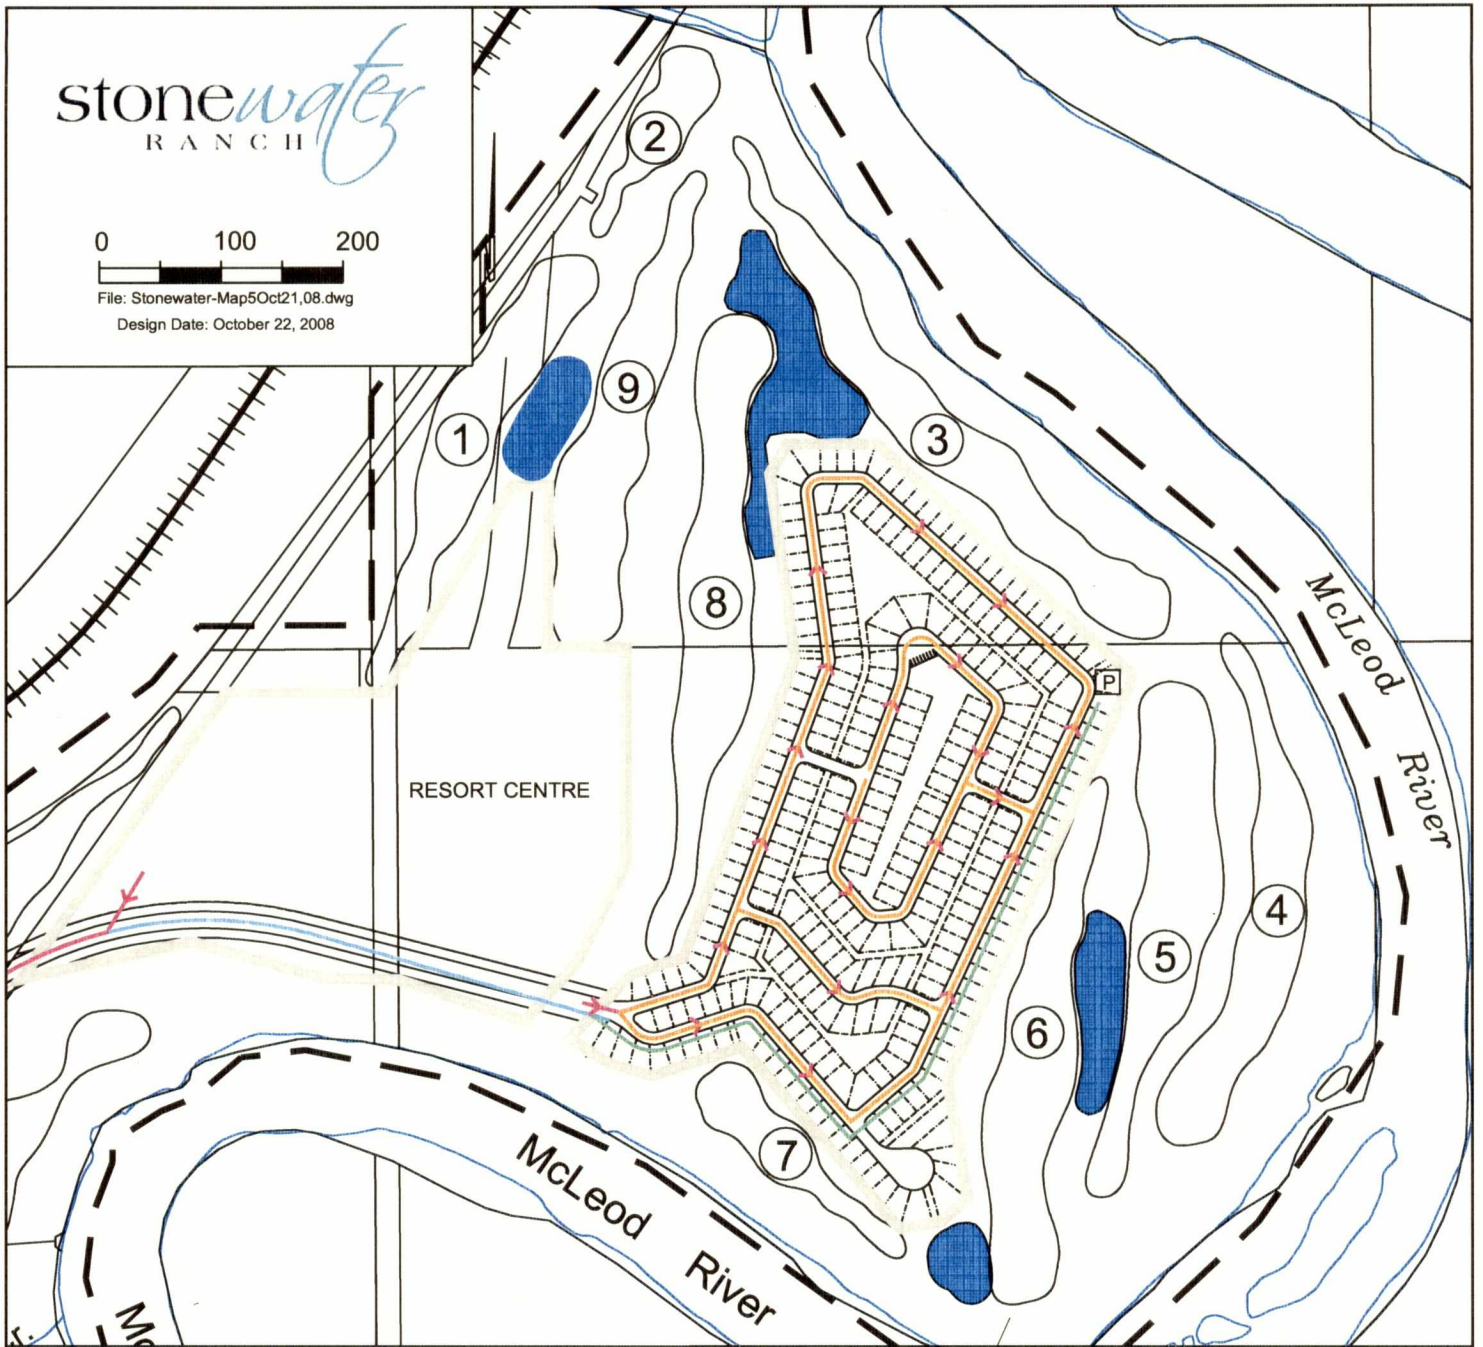 stonewater
RANCH
0 100 200
File: Stonewater-Map5Oct21,08.dwg
Design Date: October 22, 2008
2
9
1
3
8
McLeod River
P
RESORT CENTRE
4
5
6
7
McLeod River
Mc
r.